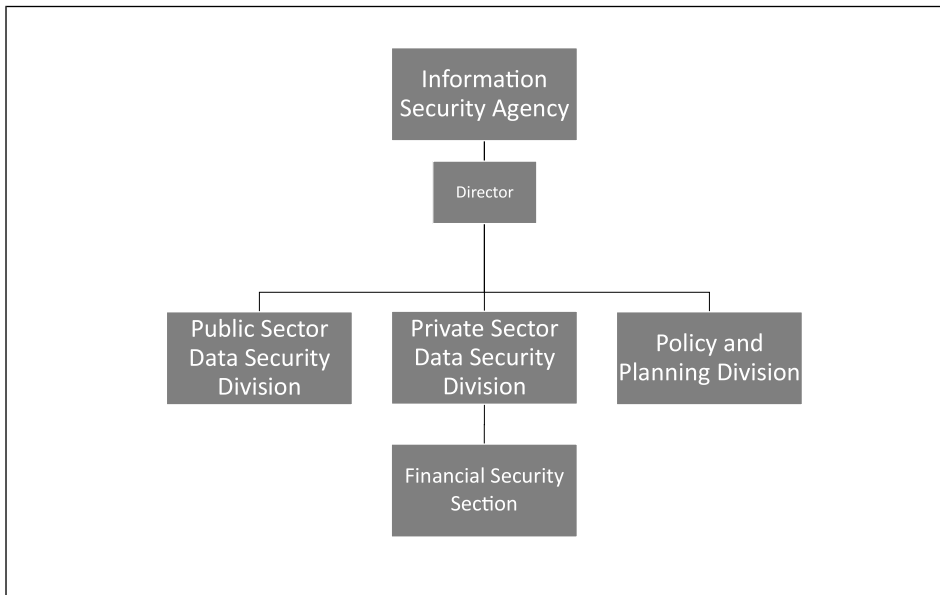 Information
Security Agency
Director
Public Sector
Data Security
Division
Private Sector
Data Security
Division
Policy and
Planning Division
Financial Security
Section